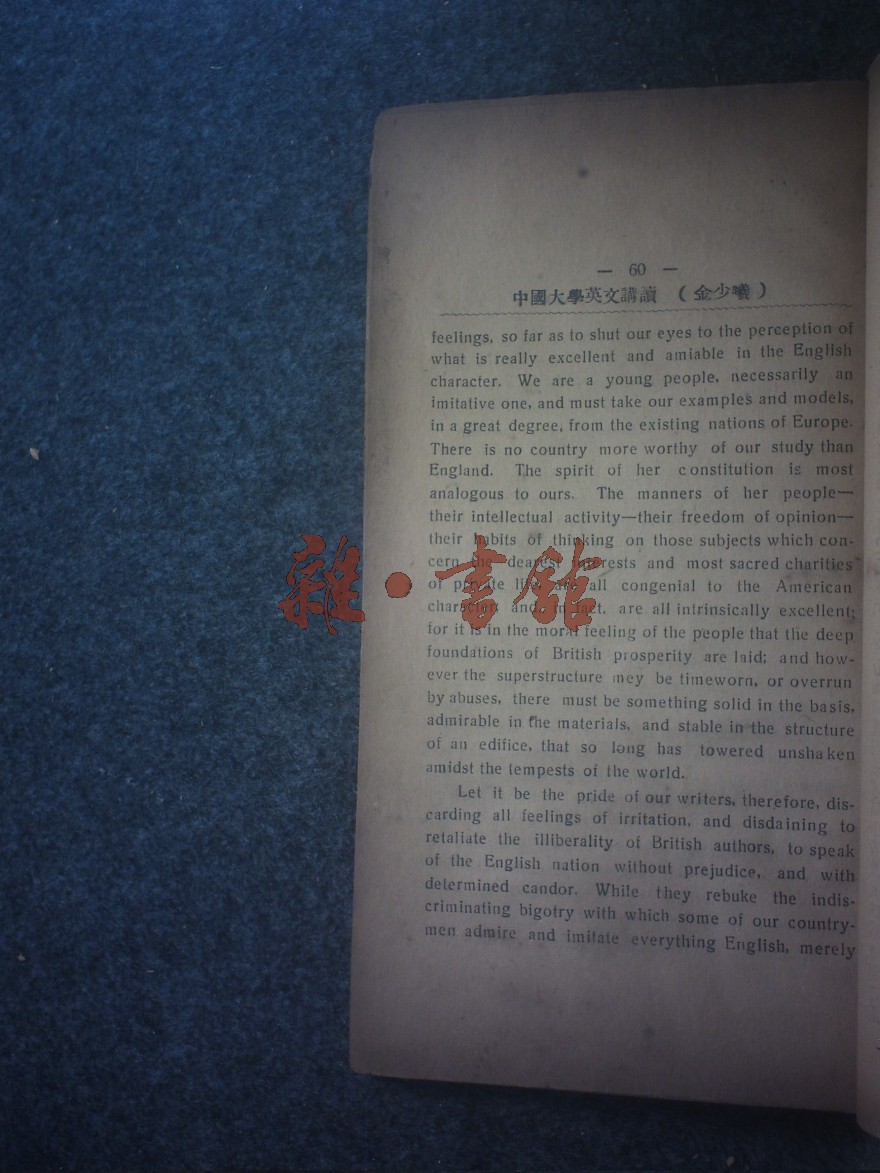 — 60 —
中國大學英文講讀 (金少曦)
feelings, so far as to shut our eyes to the perception of
what is really excellent and amiable in the English
character. We are a young people, necessarily an
imitative one, and must take our examples and models,
in a great degree, from the existing nations of Europe.
There is no country more worthy of our study than
England. The spirit of her constitution is most
analogous to ours. The manners of her people—
their intellectual activity—their freedom of opinion—
their habits of thinking on those subjects which con-
cern the dearest interests and most sacred charities
of private life, are all congenial to the American
character; and, in fact, are all intrinsically excellent;
for it is in the moral feeling of the people that the deep
foundations of British prosperity are laid; and how-
ever the superstructure mey be timeworn, or overrun
by abuses, there must be something solid in the basis,
admirable in the materials, and stable in the structure
of an edifice, that so long has towered unshaken
amidst the tempests of the world.
Let it be the pride of our writers, therefore, dis-
carding all feelings of irritation, and disdaining to
retaliate the illiberality of British authors, to speak
of the English nation without prejudice, and with
determined candor. While they rebuke the indis-
criminating bigotry with which some of our country-
men admire and imitate everything English, merely
雜·書館